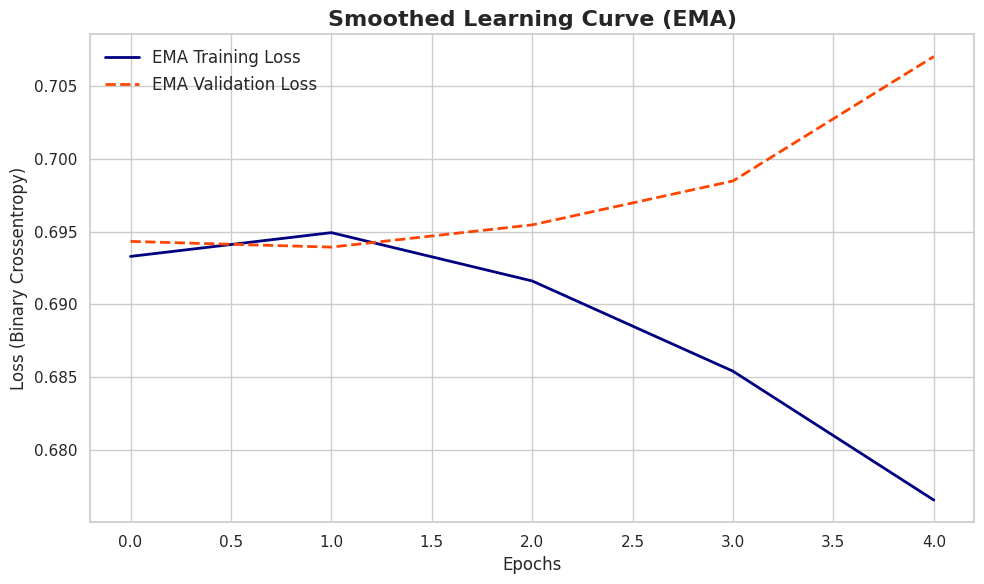 Smoothed Learning Curve (EMA)
EMA Training Loss
EMA Validation Loss
Loss (Binary Crossentropy)
0.705
0.700
0.695
0.690
0.685
0.680
0.0 0.5 1.0 1.5 2.0 2.5 3.0 3.5 4.0
Epochs